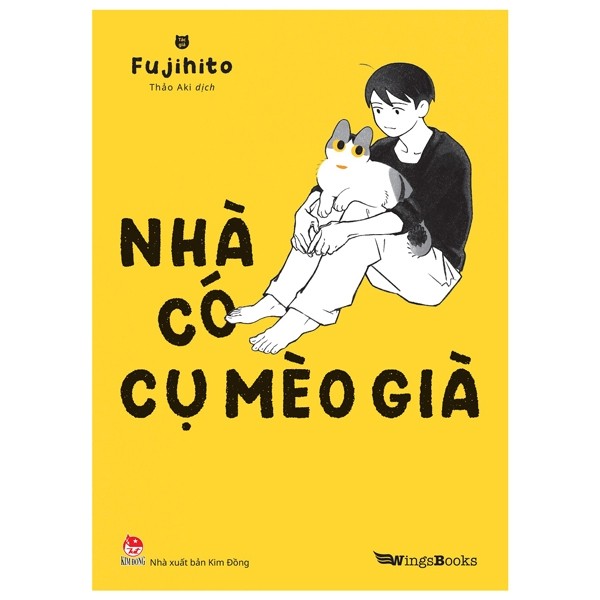 Tác giả
Fujihito
Thảo Aki dịch
NHÀ
CÓ
CỤ MÈO GIÀ
KIM ĐỒNG
Nhà xuất bản Kim Đồng
WingsBooks